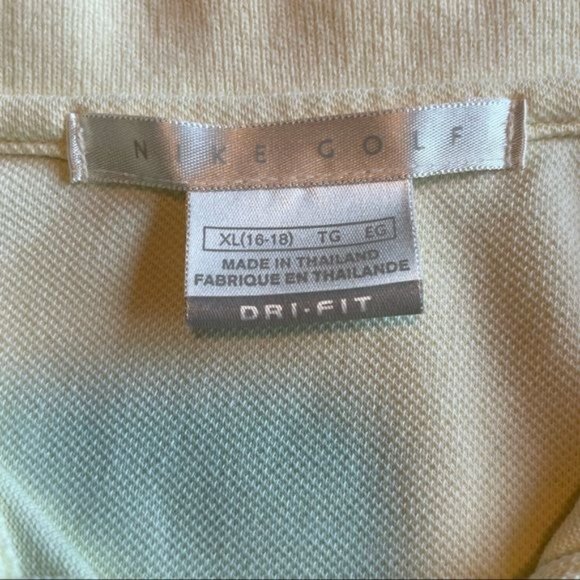 NIKE GOLF
XL(16-18) TG EG
MADE IN THAILAND
FABRIQUE EN THAILANDE
DRI-FIT